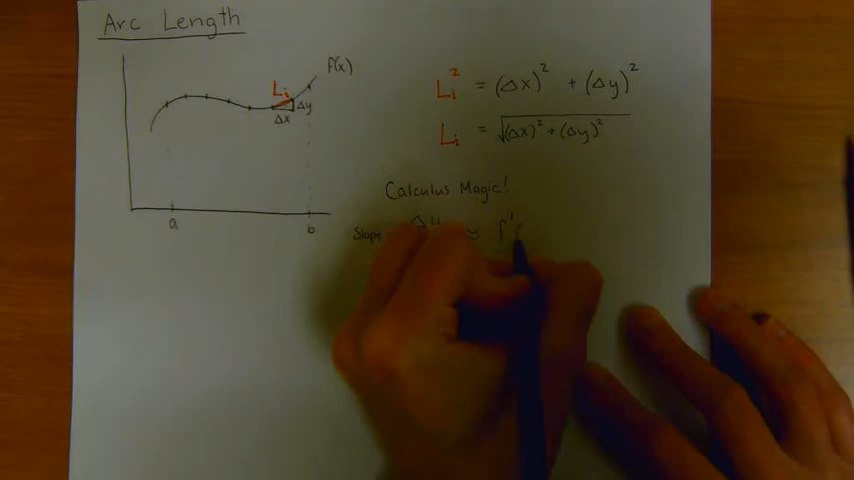 Arc Length
f(x)
Li
Δy
Δx
a
b
Li² = (Δx)² + (Δy)²
Li = √(Δx)² + (Δy)²
Calculus Magic!
Slope ≈ f'(